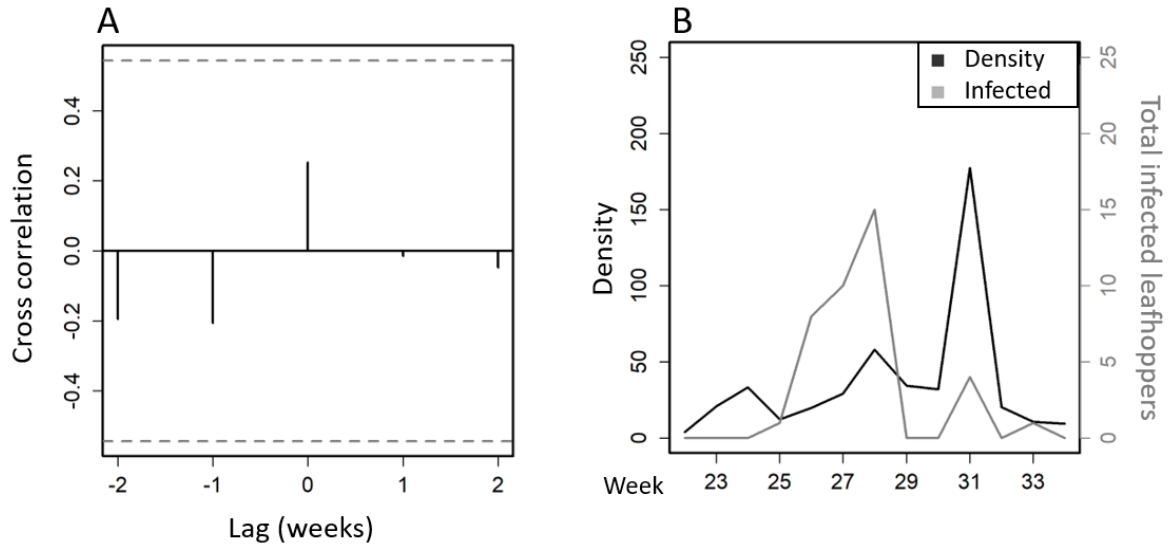 A
Cross correlation
0.4
0.2
0.0
-0.2
-0.4
-2 -1 0 1 2
Lag (weeks)
B
Density
Infected
Density
250
200
150
100
50
0
25
20
15
10
5
0
Total infected leafhoppers
Week 23 25 27 29 31 33